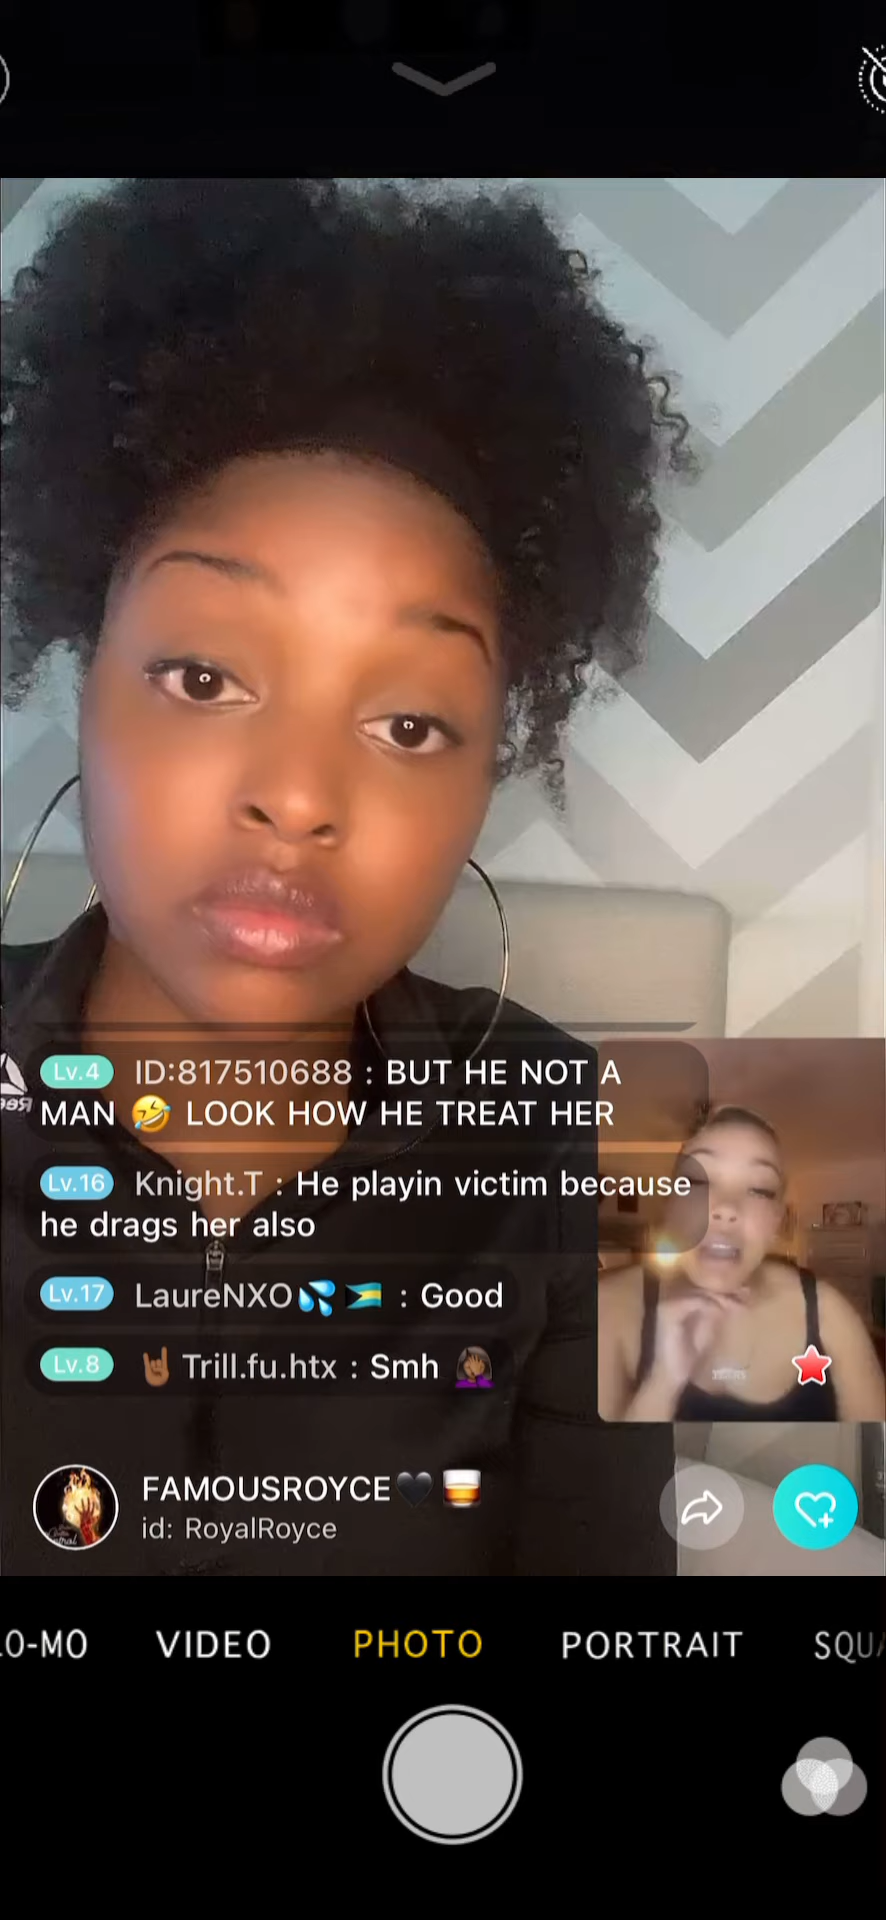 Lv.4 ID:817510688 : BUT HE NOT A
MAN 🤣 LOOK HOW HE TREAT HER
Lv.16 Knight.T : He playin victim because
he drags her also
Lv.17 LaureNXO💦🇧🇸 : Good
Lv.8 🤘🏾Trill.fu.htx : Smh 🤦🏾‍♀️
FAMOUSROYCE🖤🥃
id: RoyalRoyce
LO-MO VIDEO PHOTO PORTRAIT SQUA